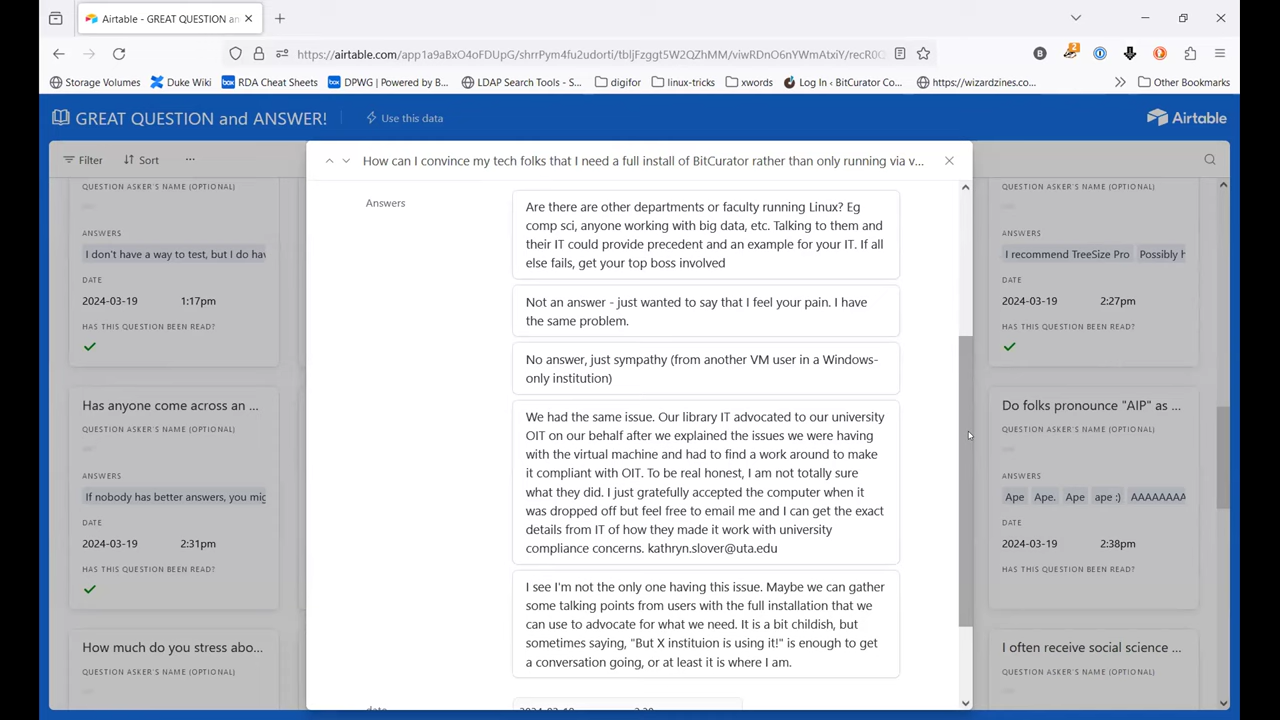 Airtable - GREAT QUESTION an
https://airtable.com/app1a9aBxO4oFDUpG/shrrPym4fu2udorti/tbljFzggt5W2QZhMM/viwRDnO6nYWmAtxiY/recR0Q
B
2
Storage Volumes
Duke Wiki
box
RDA Cheat Sheets
box
DPWG | Powered by B...
LDAP Search Tools - S...
digifor
linux-tricks
xwords
Log In ‹ BitCurator Co...
https://wizardzines.co...
Other Bookmarks
GREAT QUESTION and ANSWER!
Use this data
Airtable
Filter
Sort
How can I convince my tech folks that I need a full install of BitCurator rather than only running via v...
QUESTION ASKER'S NAME (OPTIONAL)
ANSWERS
I don't have a way to test, but I do hav
DATE
2024-03-19 1:17pm
HAS THIS QUESTION BEEN READ?
Has anyone come across an ...
QUESTION ASKER'S NAME (OPTIONAL)
ANSWERS
If nobody has better answers, you mig
DATE
2024-03-19 2:31pm
HAS THIS QUESTION BEEN READ?
How much do you stress abo...
QUESTION ASKER'S NAME (OPTIONAL)
Answers
Are there are other departments or faculty running Linux? Eg
comp sci, anyone working with big data, etc. Talking to them and
their IT could provide precedent and an example for your IT. If all
else fails, get your top boss involved
Not an answer - just wanted to say that I feel your pain. I have
the same problem.
No answer, just sympathy (from another VM user in a Windows-
only institution)
We had the same issue. Our library IT advocated to our university
OIT on our behalf after we explained the issues we were having
with the virtual machine and had to find a work around to make
it compliant with OIT. To be real honest, I am not totally sure
what they did. I just gratefully accepted the computer when it
was dropped off but feel free to email me and I can get the exact
details from IT of how they made it work with university
compliance concerns. kathryn.slover@uta.edu
I see I'm not the only one having this issue. Maybe we can gather
some talking points from users with the full installation that we
can use to advocate for what we need. It is a bit childish, but
sometimes saying, "But X instituion is using it!" is enough to get
a conversation going, or at least it is where I am.
date
QUESTION ASKER'S NAME (OPTIONAL)
ANSWERS
I recommend TreeSize Pro Possibly h
DATE
2024-03-19 2:27pm
HAS THIS QUESTION BEEN READ?
Do folks pronounce "AIP" as ...
QUESTION ASKER'S NAME (OPTIONAL)
ANSWERS
Ape Ape. Ape ape :) AAAAAAAA
DATE
2024-03-19 2:38pm
HAS THIS QUESTION BEEN READ?
I often receive social science ...
QUESTION ASKER'S NAME (OPTIONAL)